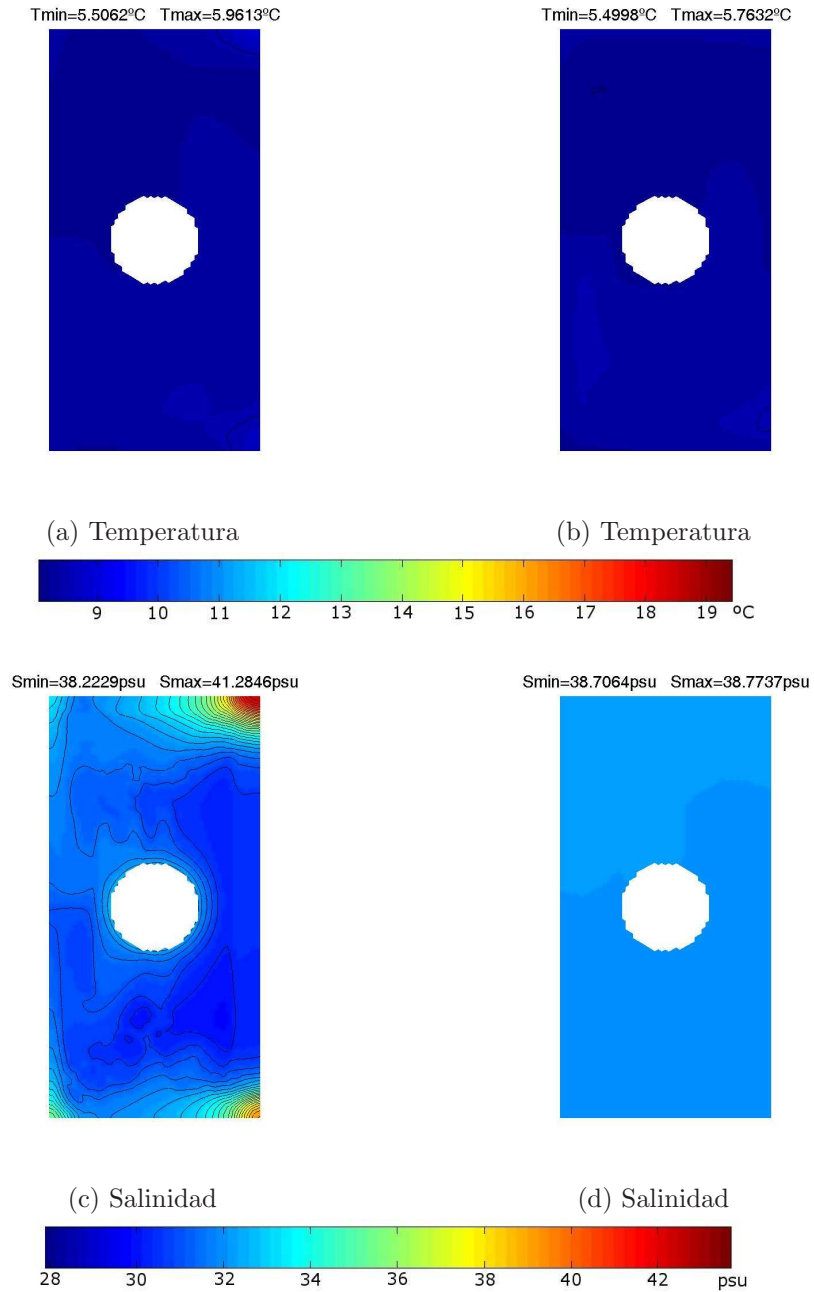 Tmin=5.5062ºC Tmax=5.9613ºC
Tmin=5.4998ºC Tmax=5.7632ºC
(a) Temperatura
(b) Temperatura
9 10 11 12 13 14 15 16 17 18 19 ºC
Smin=38.2229psu Smax=41.2846psu
Smin=38.7064psu Smax=38.7737psu
(c) Salinidad
(d) Salinidad
28 30 32 34 36 38 40 42 psu